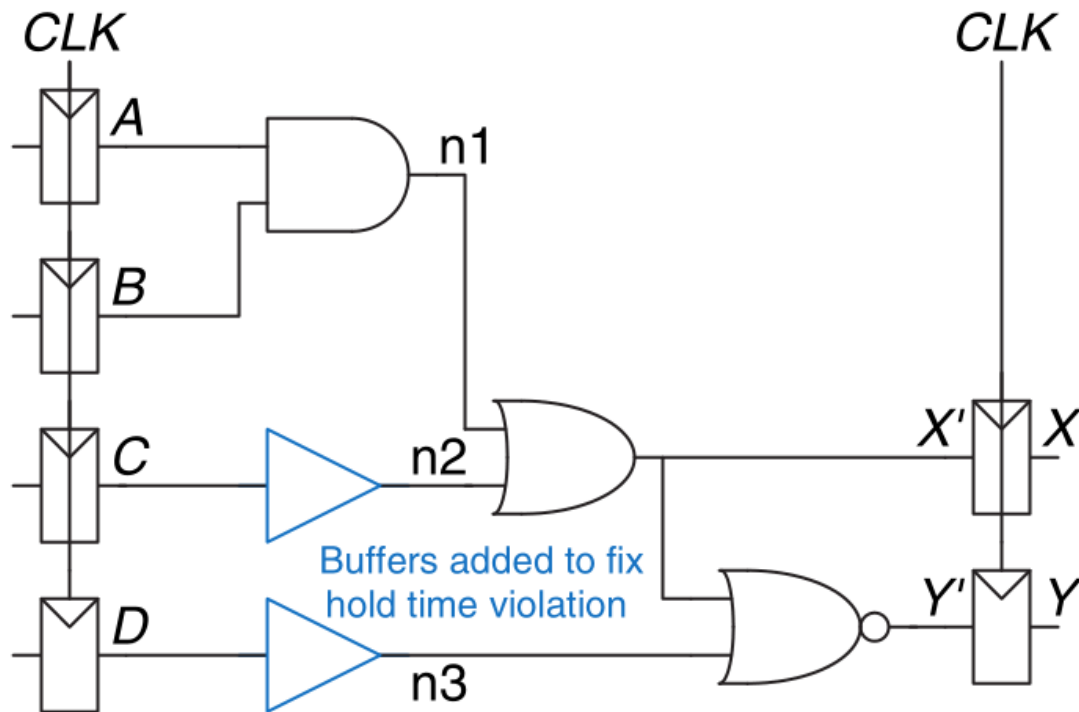 CLK
CLK
A
n1
B
C
n2
X'
X
Buffers added to fix
hold time violation
D
n3
Y'
Y